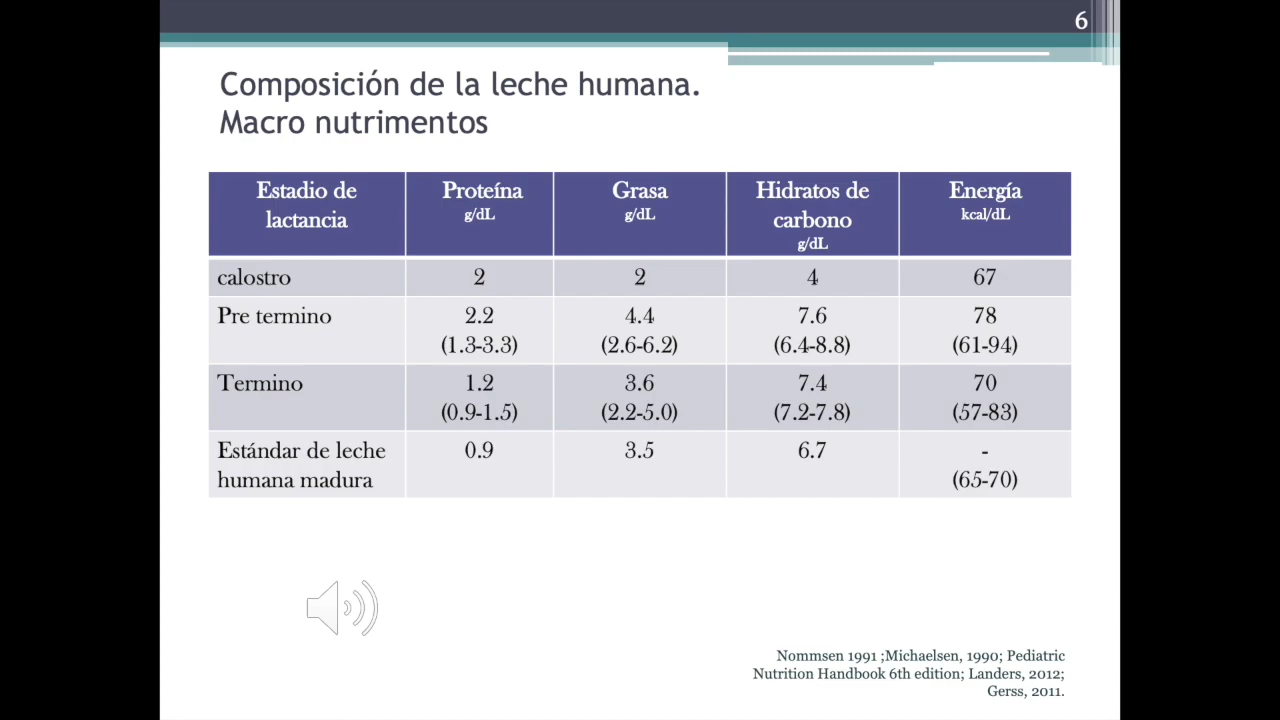 6
Composición de la leche humana.
Macro nutrimentos
Estadio de lactancia Proteína g/dL Grasa g/dL Hidratos de carbono g/dL Energía kcal/dL
calostro 2 2 4 67
Pre termino 2.2 4.4 7.6 78
(1.3-3.3) (2.6-6.2) (6.4-8.8) (61-94)
Termino 1.2 3.6 7.4 70
(0.9-1.5) (2.2-5.0) (7.2-7.8) (57-83)
Estándar de leche 0.9 3.5 6.7 -
humana madura (65-70)
Nommsen 1991 ;Michaelsen, 1990; Pediatric
Nutrition Handbook 6th edition; Landers, 2012;
Gerss, 2011.